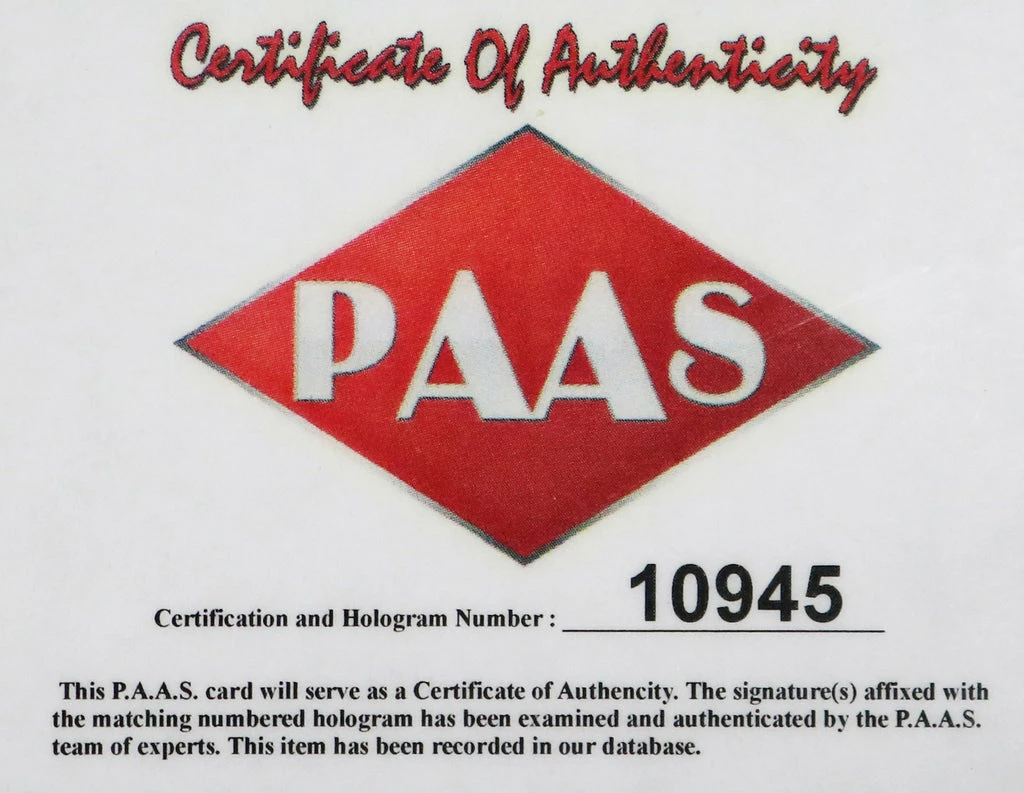 Certificate Of Authenticity
PAAS
Certification and Hologram Number : 10945
This P.A.A.S. card will serve as a Certificate of Authencity. The signature(s) affixed with
the matching numbered hologram has been examined and authenticated by the P.A.A.S.
team of experts. This item has been recorded in our database.